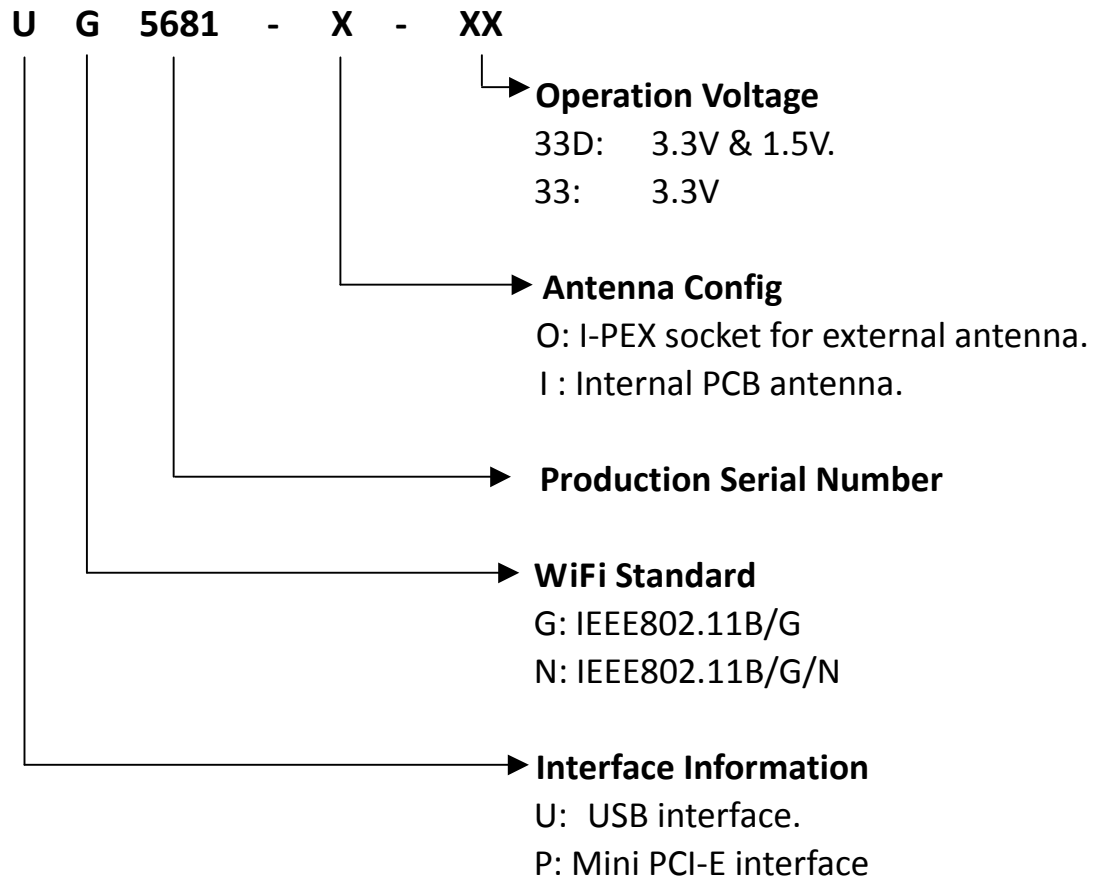 U G 5681 - X - XX
Operation Voltage
33D: 3.3V & 1.5V.
33: 3.3V
Antenna Config
O: I-PEX socket for external antenna.
I : Internal PCB antenna.
Production Serial Number
WiFi Standard
G: IEEE802.11B/G
N: IEEE802.11B/G/N
Interface Information
U: USB interface.
P: Mini PCI-E interface